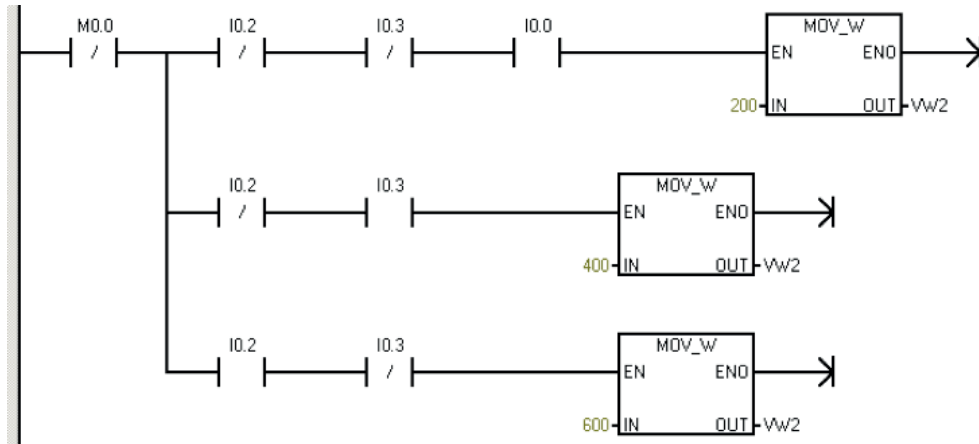 M0.0 I0.2 I0.3 I0.0 MOV_W
EN ENO
200 IN OUT VW2
I0.2 I0.3 MOV_W
EN ENO
400 IN OUT VW2
I0.2 I0.3 MOV_W
EN ENO
600 IN OUT VW2